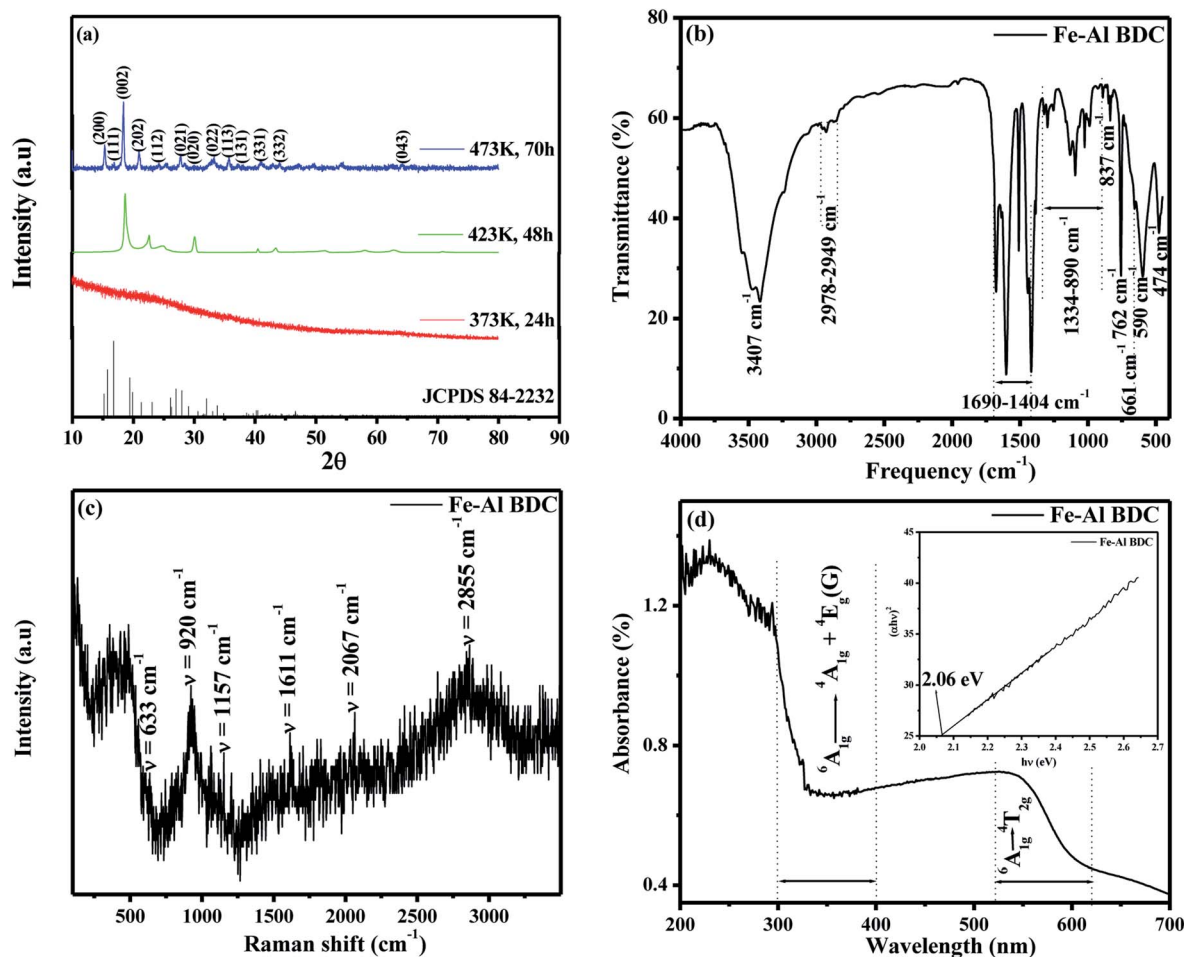 (a)
(200)
(111)
(002)
(202)
(112)
(021)
(020)
(022)
(113)
(131)
(331)
(332)
(043)
473K, 70h
423K, 48h
373K, 24h
JCPDS 84-2232
Intensity (a.u)
10 20 30 40 50 60 70 80 90
2θ
(b)
Fe-Al BDC
80
60
40
20
0
Transmittance (%)
3407 cm⁻¹
2978-2949 cm⁻¹
1690-1404 cm⁻¹
1334-890 cm⁻¹
837 cm⁻¹
762 cm⁻¹
661 cm⁻¹
590 cm⁻¹
474 cm⁻¹
4000 3500 3000 2500 2000 1500 1000 500
Frequency (cm⁻¹)
(c)
Fe-Al BDC
Intensity (a.u)
ν = 633 cm⁻¹
ν = 920 cm⁻¹
ν = 1157 cm⁻¹
ν = 1611 cm⁻¹
ν = 2067 cm⁻¹
ν = 2855 cm⁻¹
500 1000 1500 2000 2500 3000
Raman shift (cm⁻¹)
(d)
Fe-Al BDC
1.2
0.8
0.4
Absorbance (%)
⁶A₁g ⟶ ⁴A₁g + ⁴Eg(G)
⁶A₁g ⟶ ⁴T₂g
200 300 400 500 600 700
Wavelength (nm)
Fe-Al BDC
45
40
35
30
25
(αhν)²
2.06 eV
2.0 2.1 2.2 2.3 2.4 2.5 2.6 2.7
hν (eV)